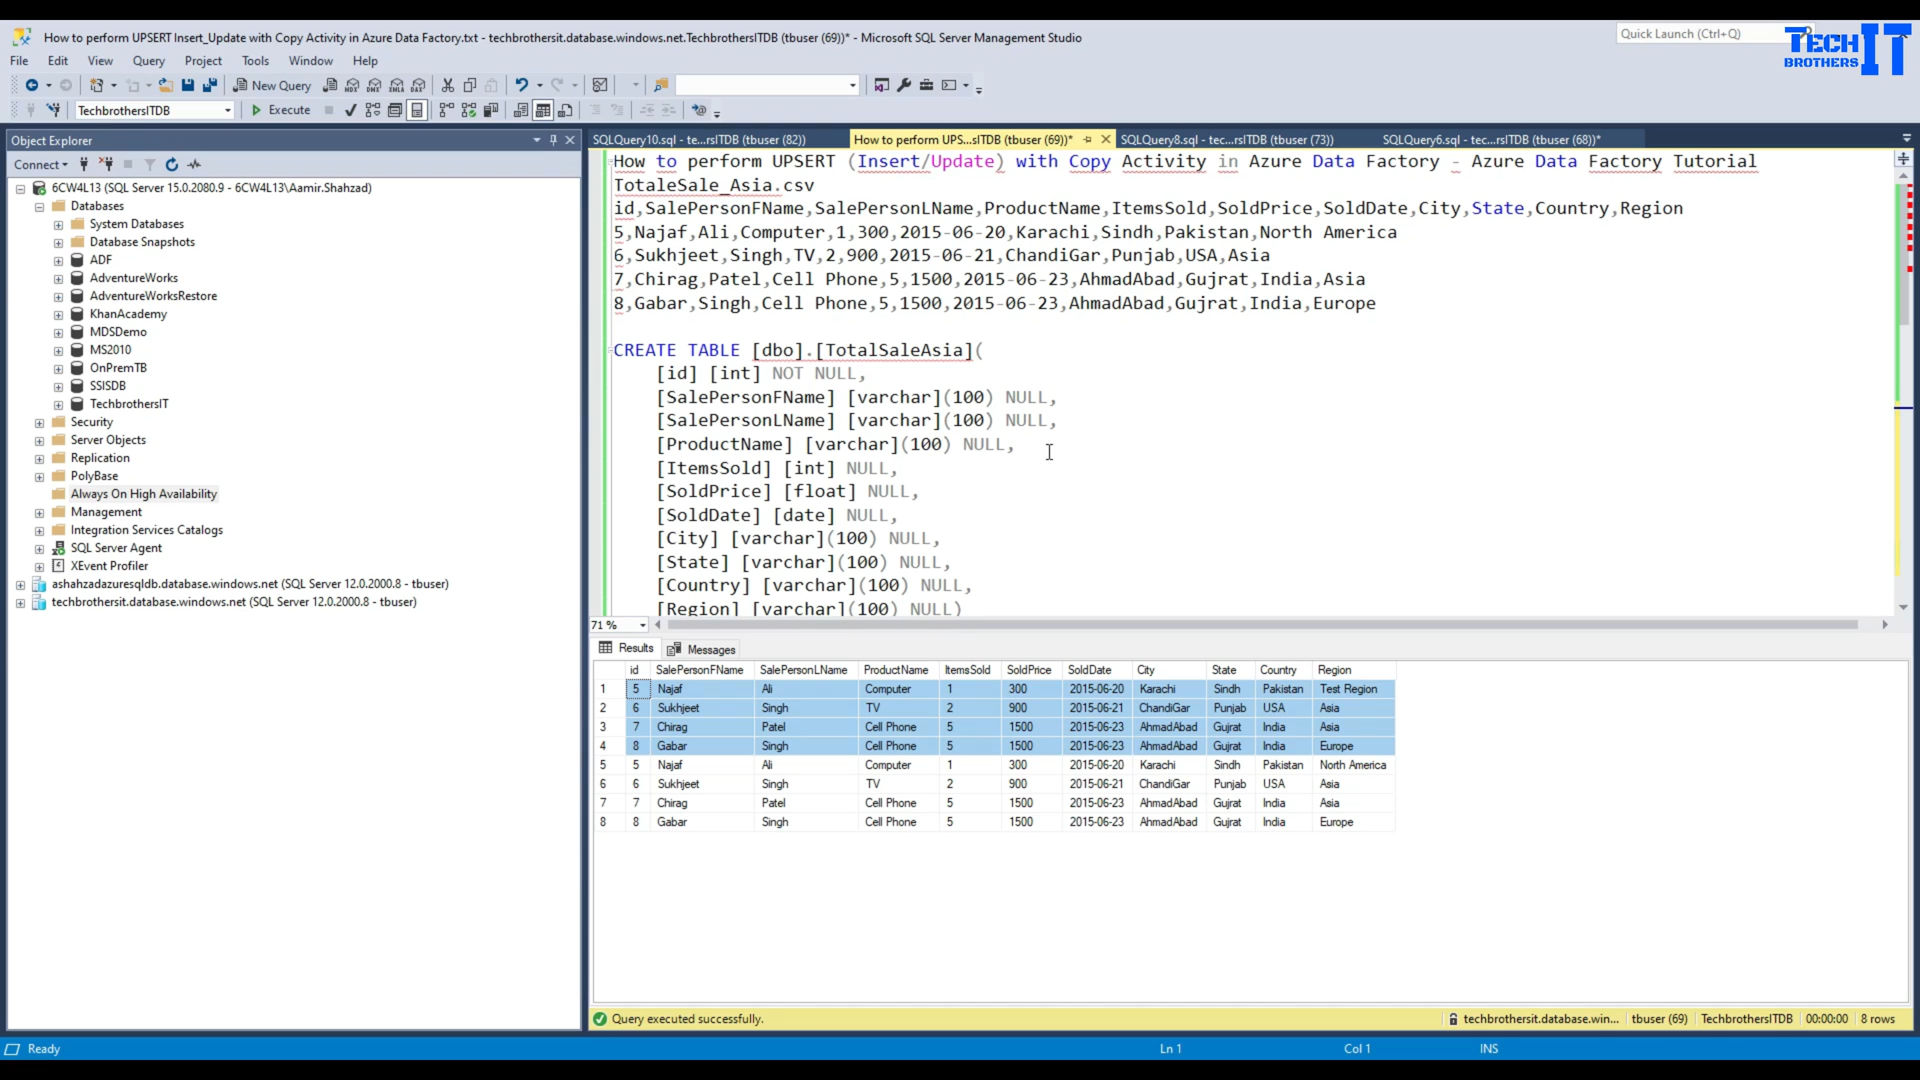 How to perform UPSERT Insert_Update with Copy Activity in Azure Data Factory.txt - techbrothersit.database.windows.net.TechbrothersITDB (tbuser (69))* - Microsoft SQL Server Management Studio
Quick Launch (Ctrl+Q)
TECH BROTHERS IT
File Edit View Query Project Tools Window Help
New Query
TechbrothersITDB Execute
Object Explorer
Connect
6CW4L13 (SQL Server 15.0.2080.9 - 6CW4L13\Aamir.Shahzad)
Databases
System Databases
Database Snapshots
ADF
AdventureWorks
AdventureWorksRestore
KhanAcademy
MDSDemo
MS2010
OnPremTB
SSISDB
TechbrothersIT
Security
Server Objects
Replication
PolyBase
Always On High Availability
Management
Integration Services Catalogs
SQL Server Agent
XEvent Profiler
ashahzadazuresqldb.database.windows.net (SQL Server 12.0.2000.8 - tbuser)
techbrothersit.database.windows.net (SQL Server 12.0.2000.8 - tbuser)
SQLQuery10.sql - te...rsITDB (tbuser (82)) How to perform UPS...sITDB (tbuser (69))* SQLQuery8.sql - tec...rsITDB (tbuser (73)) SQLQuery6.sql - tec...rsITDB (tbuser (68))*
How to perform UPSERT (Insert/Update) with Copy Activity in Azure Data Factory - Azure Data Factory Tutorial
TotaleSale_Asia.csv
id,SalePersonFName,SalePersonLName,ProductName,ItemsSold,SoldPrice,SoldDate,City,State,Country,Region
5,Najaf,Ali,Computer,1,300,2015-06-20,Karachi,Sindh,Pakistan,North America
6,Sukhjeet,Singh,TV,2,900,2015-06-21,ChandiGar,Punjab,USA,Asia
7,Chirag,Patel,Cell Phone,5,1500,2015-06-23,AhmadAbad,Gujrat,India,Asia
8,Gabar,Singh,Cell Phone,5,1500,2015-06-23,AhmadAbad,Gujrat,India,Europe
CREATE TABLE [dbo].[TotalSaleAsia](
[id] [int] NOT NULL,
[SalePersonFName] [varchar](100) NULL,
[SalePersonLName] [varchar](100) NULL,
[ProductName] [varchar](100) NULL,
[ItemsSold] [int] NULL,
[SoldPrice] [float] NULL,
[SoldDate] [date] NULL,
[City] [varchar](100) NULL,
[State] [varchar](100) NULL,
[Country] [varchar](100) NULL,
[Region] [varchar](100) NULL)
71 %
Results Messages
id SalePersonFName SalePersonLName ProductName ItemsSold SoldPrice SoldDate City State Country Region
1 5 Najaf Ali Computer 1 300 2015-06-20 Karachi Sindh Pakistan Test Region
2 6 Sukhjeet Singh TV 2 900 2015-06-21 ChandiGar Punjab USA Asia
3 7 Chirag Patel Cell Phone 5 1500 2015-06-23 AhmadAbad Gujrat India Asia
4 8 Gabar Singh Cell Phone 5 1500 2015-06-23 AhmadAbad Gujrat India Europe
5 5 Najaf Ali Computer 1 300 2015-06-20 Karachi Sindh Pakistan North America
6 6 Sukhjeet Singh TV 2 900 2015-06-21 ChandiGar Punjab USA Asia
7 7 Chirag Patel Cell Phone 5 1500 2015-06-23 AhmadAbad Gujrat India Asia
8 8 Gabar Singh Cell Phone 5 1500 2015-06-23 AhmadAbad Gujrat India Europe
Query executed successfully. techbrothersit.database.win... tbuser (69) TechbrothersITDB 00:00:00 8 rows
Ready Ln 1 Col 1 INS